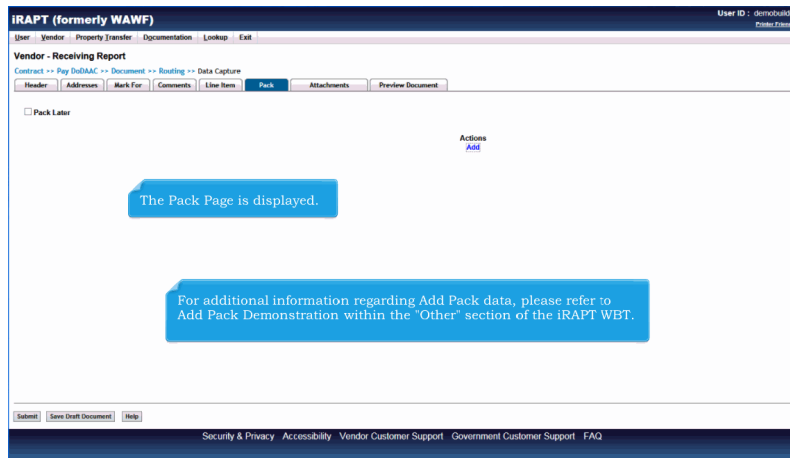 iRAPT (formerly WAWF)
User ID : demobuild
Printer Frien
User Vendor Property Transfer Documentation Lookup Exit
Vendor - Receiving Report
Contract >> Pay DoDAAC >> Document >> Routing >> Data Capture
Header Addresses Mark For Comments Line Item Pack Attachments Preview Document
Pack Later
Actions
Add
The Pack Page is displayed.
For additional information regarding Add Pack data, please refer to
Add Pack Demonstration within the "Other" section of the iRAPT WBT.
Submit Save Draft Document Help
Security & Privacy Accessibility Vendor Customer Support Government Customer Support FAQ